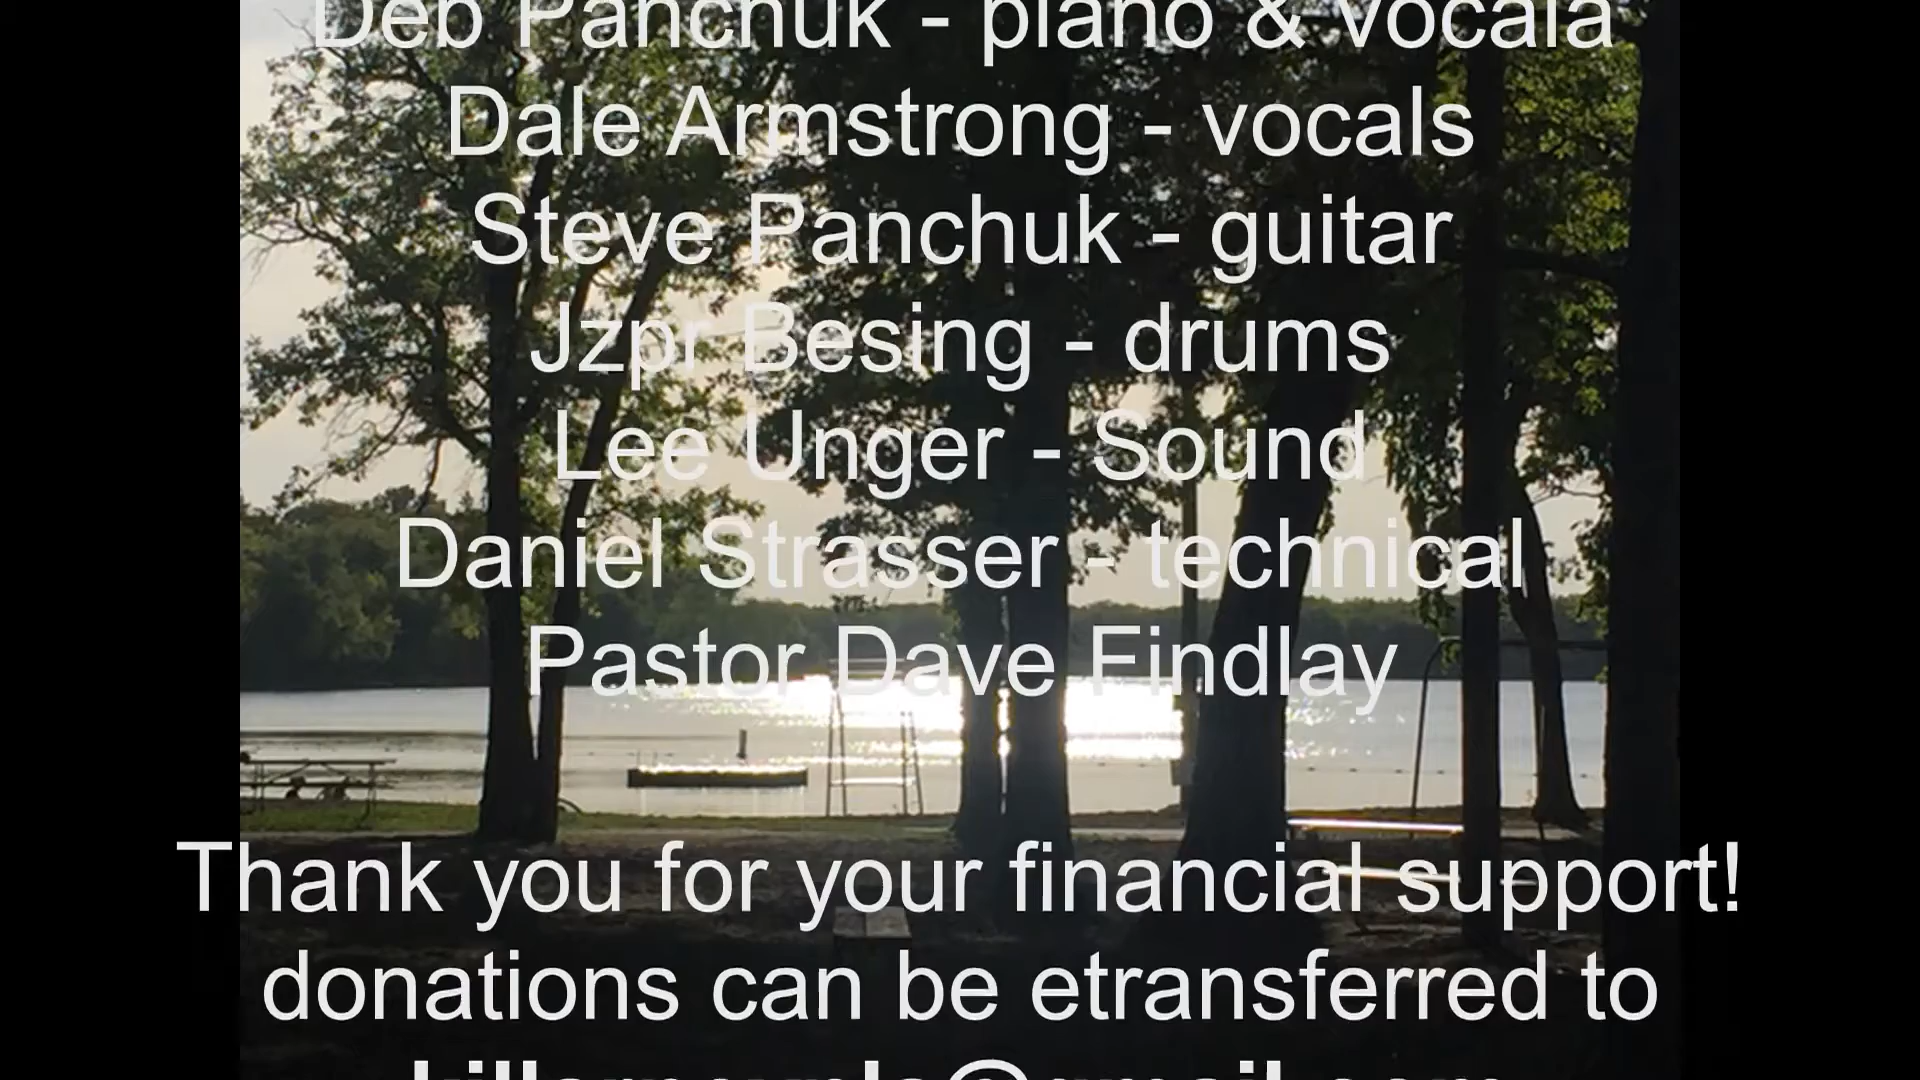 Deb Panchuk - piano & vocala
Dale Armstrong - vocals
Steve Panchuk - guitar
Jzpr Besing - drums
Lee Unger - Sound
Daniel Strasser - technical
Pastor Dave Findlay
Thank you for your financial support!
donations can be etransferred to